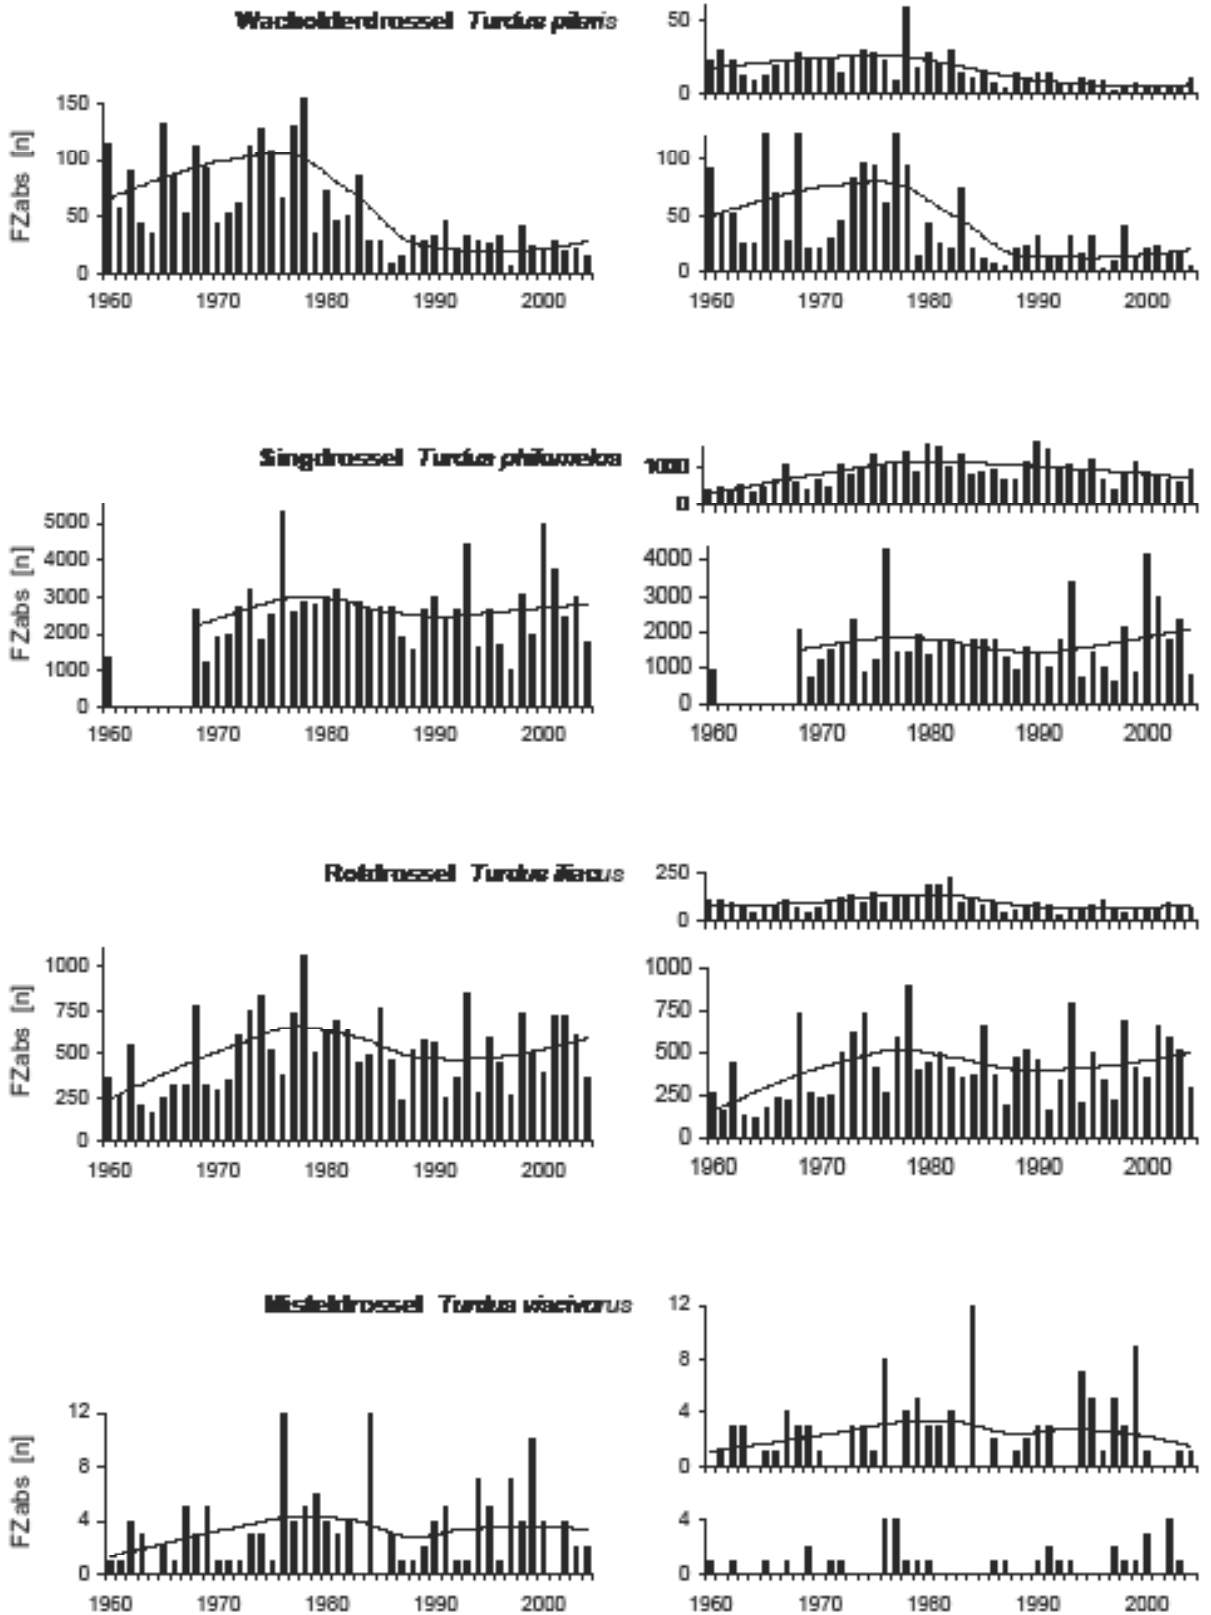 Wacholderdrossel Turdus pilaris
50
0
150
100
50
0
FZabs [n]
1960 1970 1980 1990 2000
100
50
0
1960 1970 1980 1990 2000
Singdrossel Turdus philomelos
1000
0
5000
4000
3000
2000
1000
0
FZabs [n]
1960 1970 1980 1990 2000
4000
3000
2000
1000
0
1960 1970 1980 1990 2000
Rotdrossel Turdus iliacus
250
0
1000
750
500
250
0
FZabs [n]
1960 1970 1980 1990 2000
1000
750
500
250
0
1960 1970 1980 1990 2000
Misteldrossel Turdus viscivorus
12
8
4
0
FZabs [n]
1960 1970 1980 1990 2000
12
8
4
0
4
0
1960 1970 1980 1990 2000